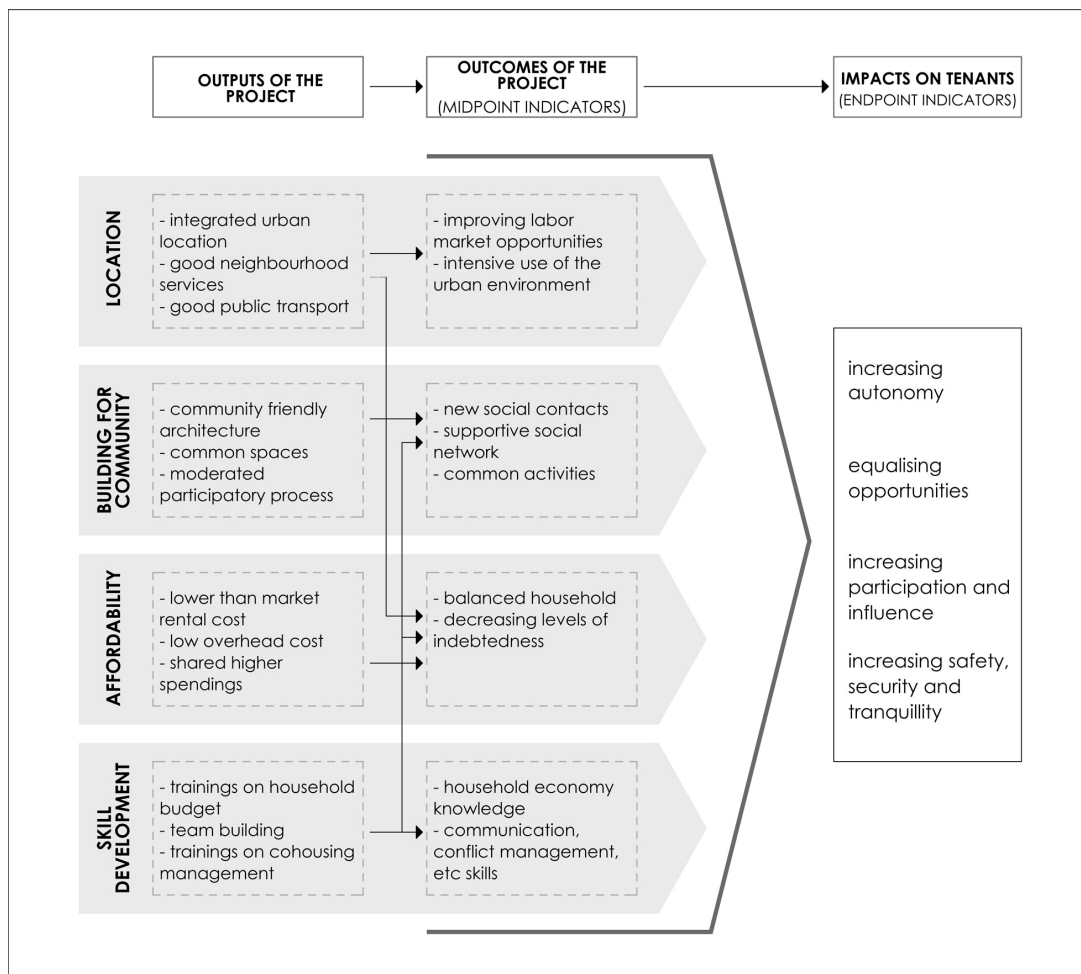 OUTPUTS OF THE
PROJECT
OUTCOMES OF THE
PROJECT
(MIDPOINT INDICATORS)
IMPACTS ON TENANTS
(ENDPOINT INDICATORS)
LOCATION
- integrated urban
location
- good neighbourhood
services
- good public transport
- improving labor
market opportunities
- intensive use of the
urban environment
BUILDING FOR
COMMUNITY
- community friendly
architecture
- common spaces
- moderated
participatory process
- new social contacts
- supportive social
network
- common activities
AFFORDABILITY
- lower than market
rental cost
- low overhead cost
- shared higher
spendings
- balanced household
- decreasing levels of
indebtedness
SKILL
DEVELOPMENT
- trainings on household
budget
- team building
- trainings on cohousing
management
- household economy
knowledge
- communication,
conflict management,
etc skills
increasing
autonomy
equalising
opportunities
increasing
participation and
influence
increasing safety,
security and
tranquillity